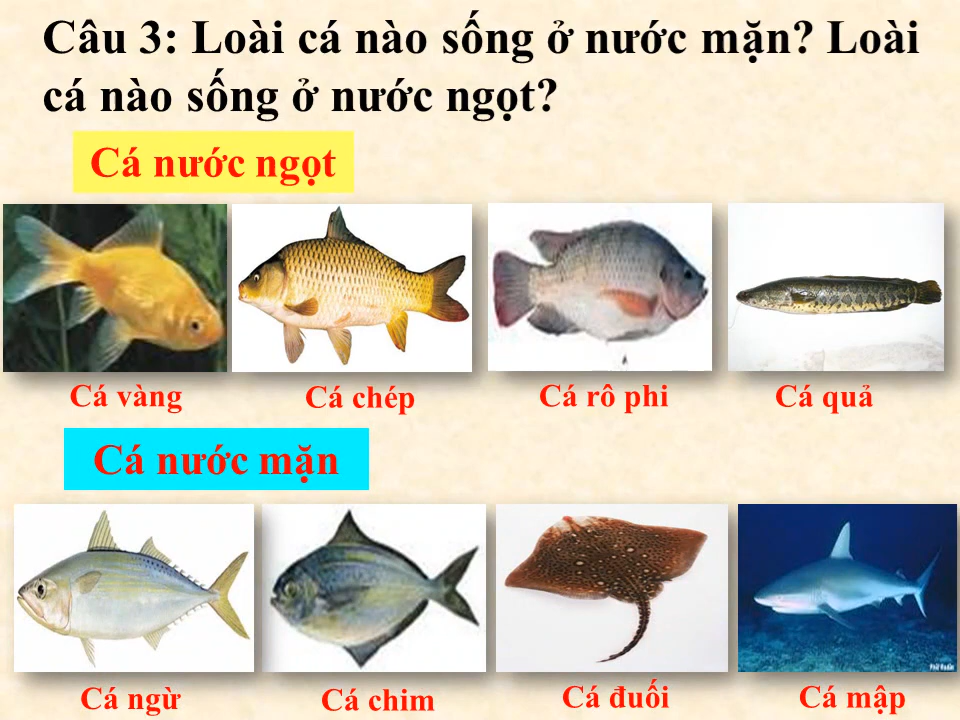 Câu 3: Loài cá nào sống ở nước mặn? Loài
cá nào sống ở nước ngọt?
Cá nước ngọt
Cá vàng
Cá chép
Cá rô phi
Cá quả
Cá nước mặn
Cá ngừ
Cá chim
Cá đuối
Cá mập